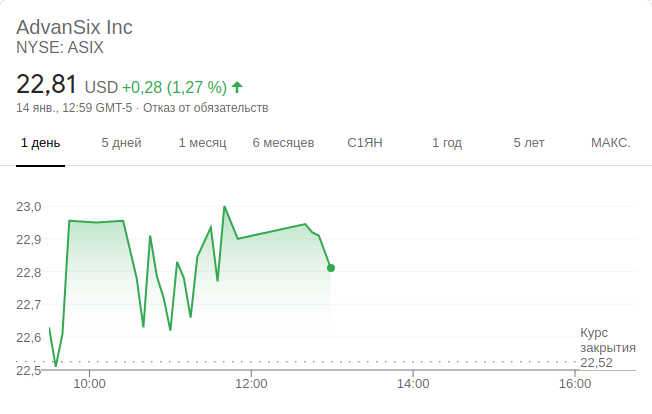 AdvanSix Inc
NYSE: ASIX
22,81 USD +0,28 (1,27 %)
14 янв., 12:59 GMT-5 · Отказ от обязательств
1 день 5 дней 1 месяц 6 месяцев С1ЯН 1 год 5 лет МАКС.
23,0
22,9
22,8
22,7
22,6
22,5
Курс
закрытия
22,52
10:00 12:00 14:00 16:00